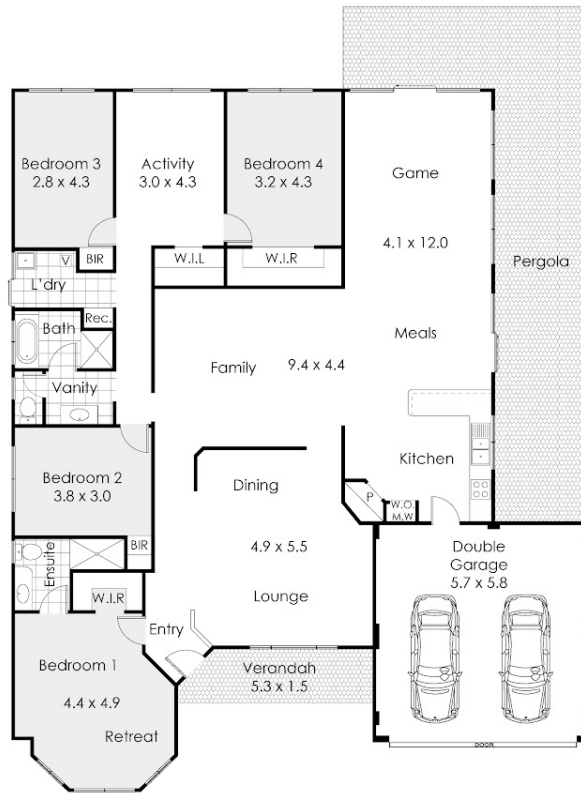 Bedroom 3
2.8 x 4.3
Activity
3.0 x 4.3
Bedroom 4
3.2 x 4.3
Game
4.1 x 12.0
Pergola
BIR
W.I.L
W.I.R
V
L'dry
Rec.
Bath
Vanity
Family
9.4 x 4.4
Meals
Kitchen
Bedroom 2
3.8 x 3.0
Dining
P
W.O.
M.W
4.9 x 5.5
Lounge
BIR
Ensuite
W.I.R
Entry
Double
Garage
5.7 x 5.8
Bedroom 1
4.4 x 4.9
Retreat
Verandah
5.3 x 1.5
DOOR